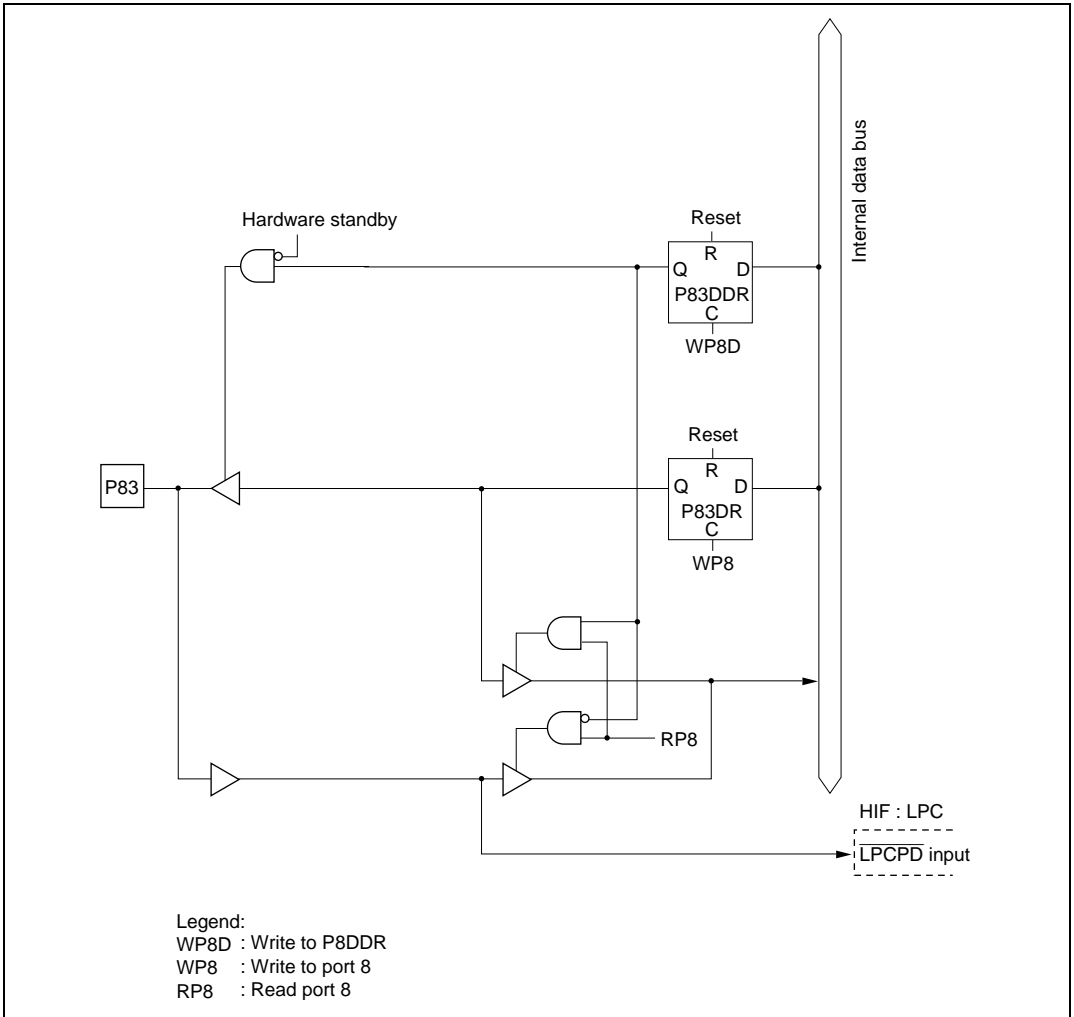 Internal data bus
Hardware standby
Reset
R
Q D
P83DDR
C
WP8D
Reset
R
P83
Q D
P83DR
C
WP8
RP8
HIF : LPC
LPCPD input
Legend:
WP8D : Write to P8DDR
WP8 : Write to port 8
RP8 : Read port 8